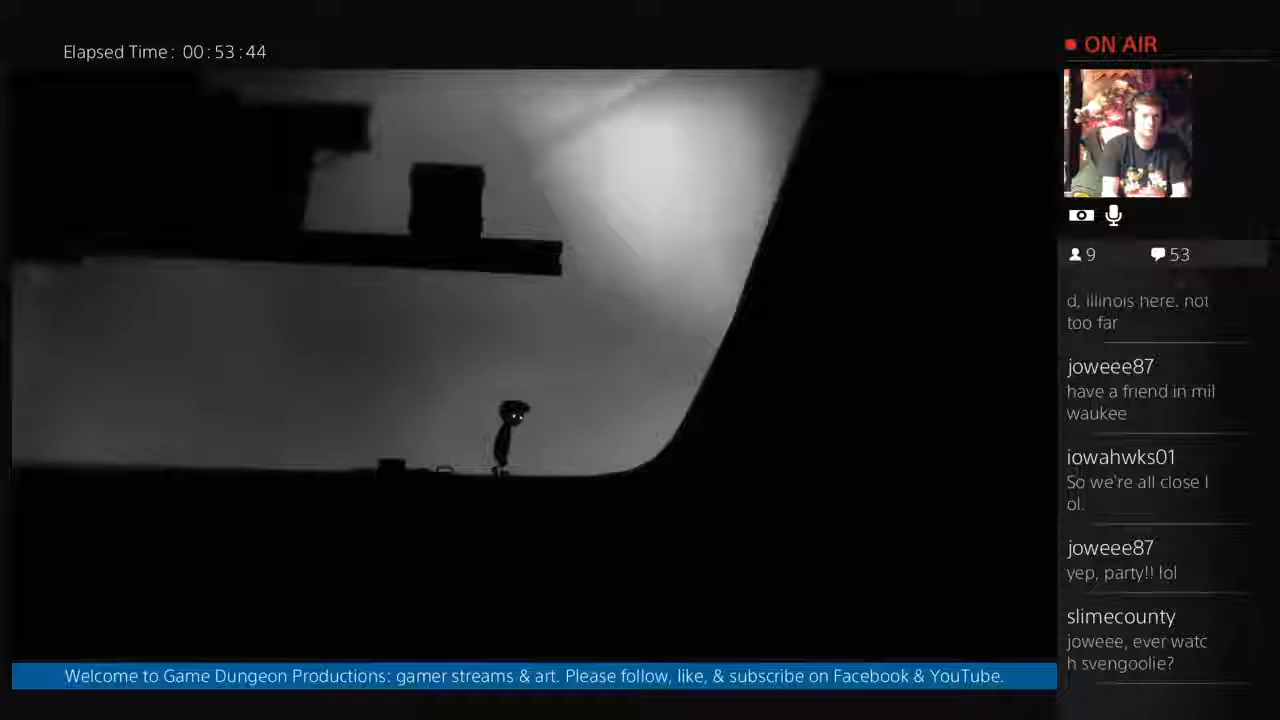 Elapsed Time: 00:53:44
ON AIR
9 53
d, illinois here. not
too far
joweee87
have a friend in mil
waukee
iowahwks01
So we're all close l
ol.
joweee87
yep, party!! lol
slimecounty
joweee, ever watc
h svengoolie?
Welcome to Game Dungeon Productions: gamer streams & art. Please follow, like, & subscribe on Facebook & YouTube.